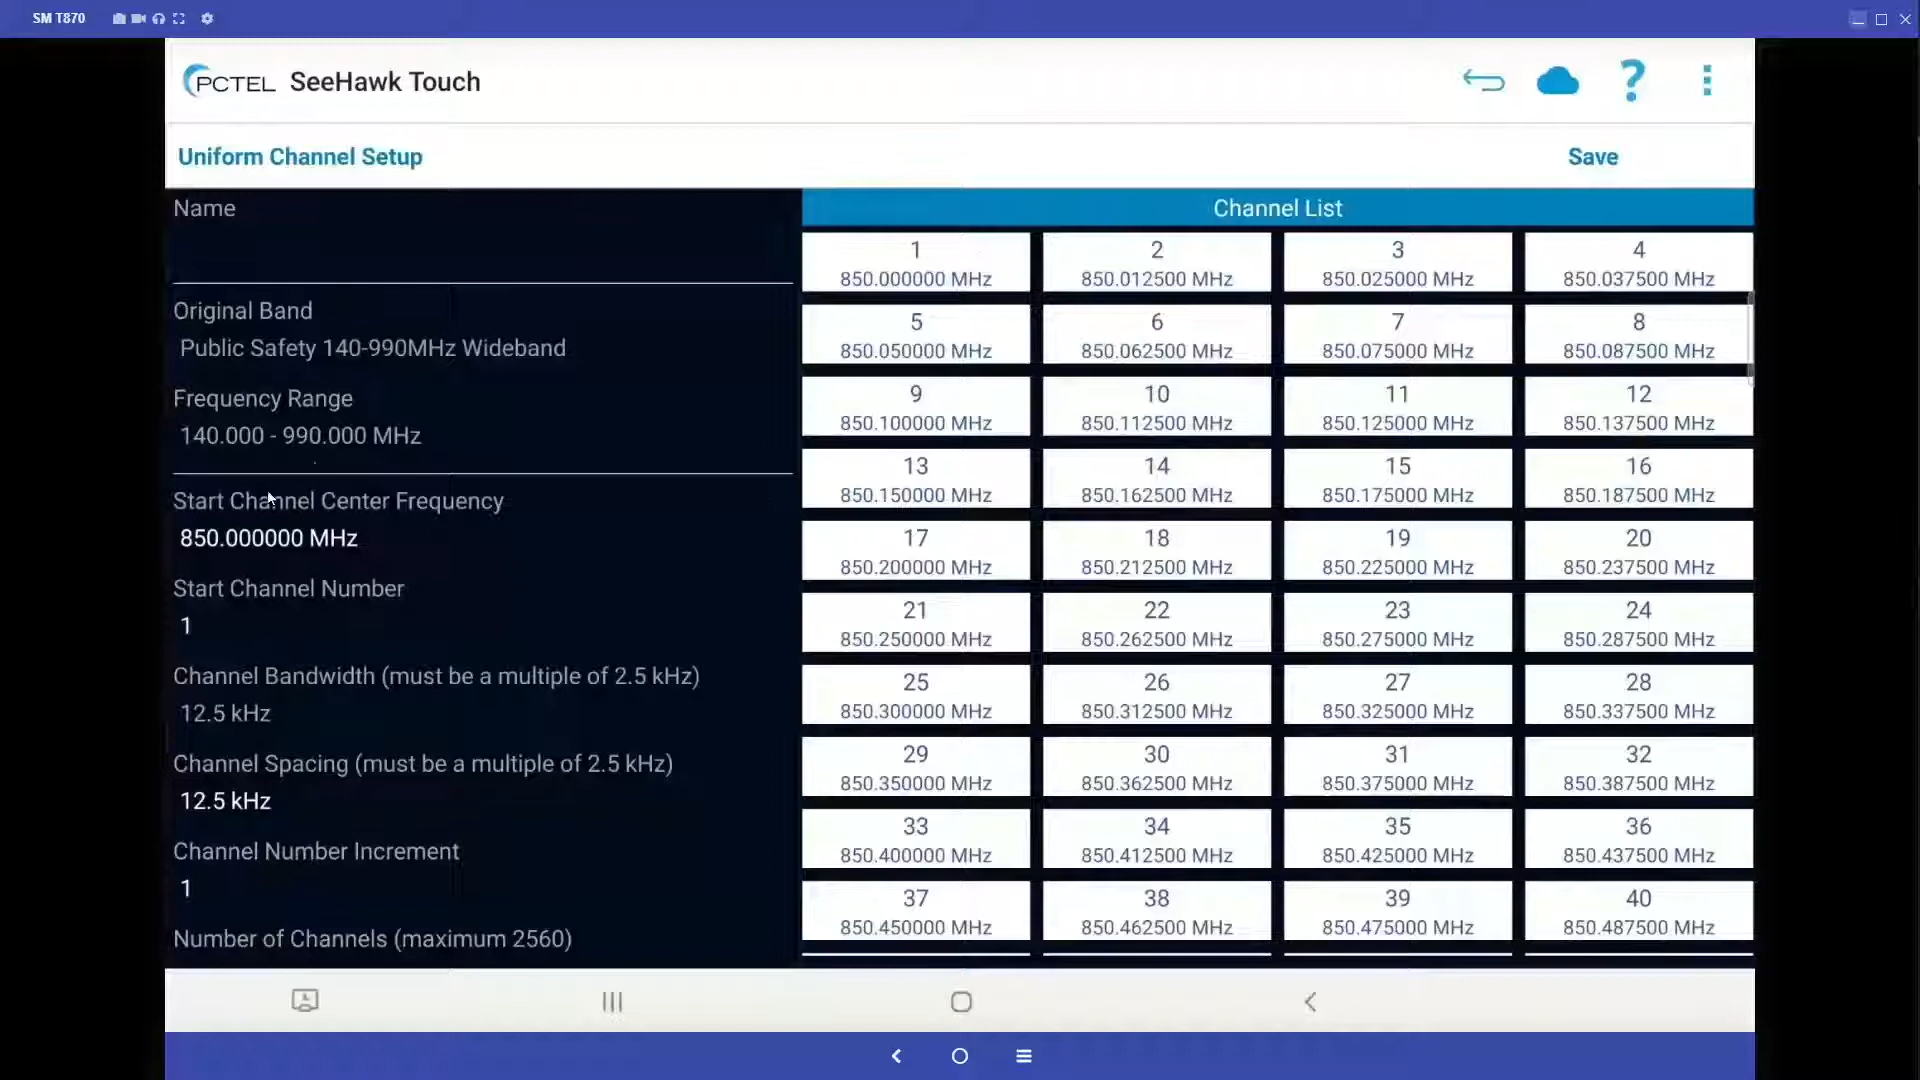 SM T870
PCTEL SeeHawk Touch
Uniform Channel Setup
Save
Name
Original Band
Public Safety 140-990MHz Wideband
Frequency Range
140.000 - 990.000 MHz
Start Channel Center Frequency
850.000000 MHz
Start Channel Number
1
Channel Bandwidth (must be a multiple of 2.5 kHz)
12.5 kHz
Channel Spacing (must be a multiple of 2.5 kHz)
12.5 kHz
Channel Number Increment
1
Number of Channels (maximum 2560)
Channel List
1 2 3 4
850.000000 MHz 850.012500 MHz 850.025000 MHz 850.037500 MHz
5 6 7 8
850.050000 MHz 850.062500 MHz 850.075000 MHz 850.087500 MHz
9 10 11 12
850.100000 MHz 850.112500 MHz 850.125000 MHz 850.137500 MHz
13 14 15 16
850.150000 MHz 850.162500 MHz 850.175000 MHz 850.187500 MHz
17 18 19 20
850.200000 MHz 850.212500 MHz 850.225000 MHz 850.237500 MHz
21 22 23 24
850.250000 MHz 850.262500 MHz 850.275000 MHz 850.287500 MHz
25 26 27 28
850.300000 MHz 850.312500 MHz 850.325000 MHz 850.337500 MHz
29 30 31 32
850.350000 MHz 850.362500 MHz 850.375000 MHz 850.387500 MHz
33 34 35 36
850.400000 MHz 850.412500 MHz 850.425000 MHz 850.437500 MHz
37 38 39 40
850.450000 MHz 850.462500 MHz 850.475000 MHz 850.487500 MHz